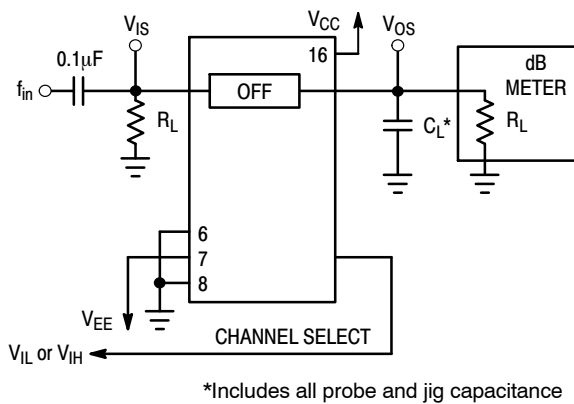 V_IS
V_CC
16
V_OS
dB
METER
0.1μF
f_in
OFF
R_L
C_L*
R_L
6
7
8
V_EE
CHANNEL SELECT
V_IL or V_IH
*Includes all probe and jig capacitance